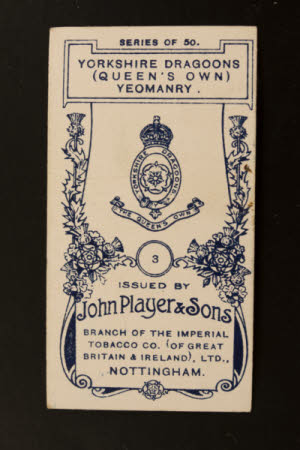 SERIES OF 50.
YORKSHIRE DRAGOONS
(QUEEN'S OWN)
YEOMANRY.
YORKSHIRE DRAGOONS
THE QUEEN'S OWN
3
ISSUED BY
John Player & Sons
BRANCH OF THE IMPERIAL
TOBACCO CO. (OF GREAT
BRITAIN & IRELAND), LTD.,
NOTTINGHAM.